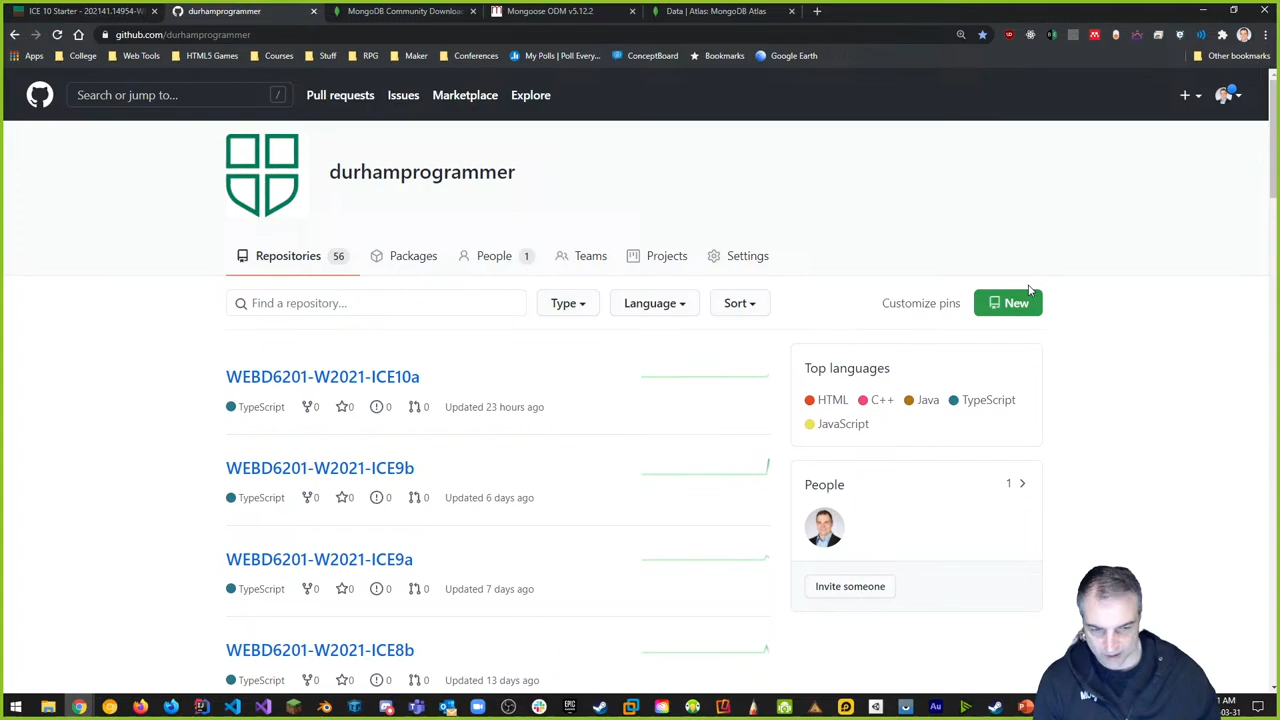 ICE 10 Starter - 202141.14954-W
durhamprogrammer
MongoDB Community Downloa
Mongoose ODM v5.12.2
Data | Atlas: MongoDB Atlas
github.com/durhamprogrammer
Apps
College
Web Tools
HTML5 Games
Courses
Stuff
RPG
Maker
Conferences
My Polls | Poll Every...
ConceptBoard
Bookmarks
Google Earth
Other bookmarks
Search or jump to...
/
Pull requests
Issues
Marketplace
Explore
durhamprogrammer
Repositories 56
Packages
People 1
Teams
Projects
Settings
Find a repository...
Type
Language
Sort
Customize pins
New
WEBD6201-W2021-ICE10a
TypeScript 0 0 0 0 Updated 23 hours ago
WEBD6201-W2021-ICE9b
TypeScript 0 0 0 0 Updated 6 days ago
WEBD6201-W2021-ICE9a
TypeScript 0 0 0 0 Updated 7 days ago
WEBD6201-W2021-ICE8b
TypeScript 0 0 0 0 Updated 13 days ago
Top languages
HTML C++ Java TypeScript
JavaScript
People 1
Invite someone
1 AM
03-31